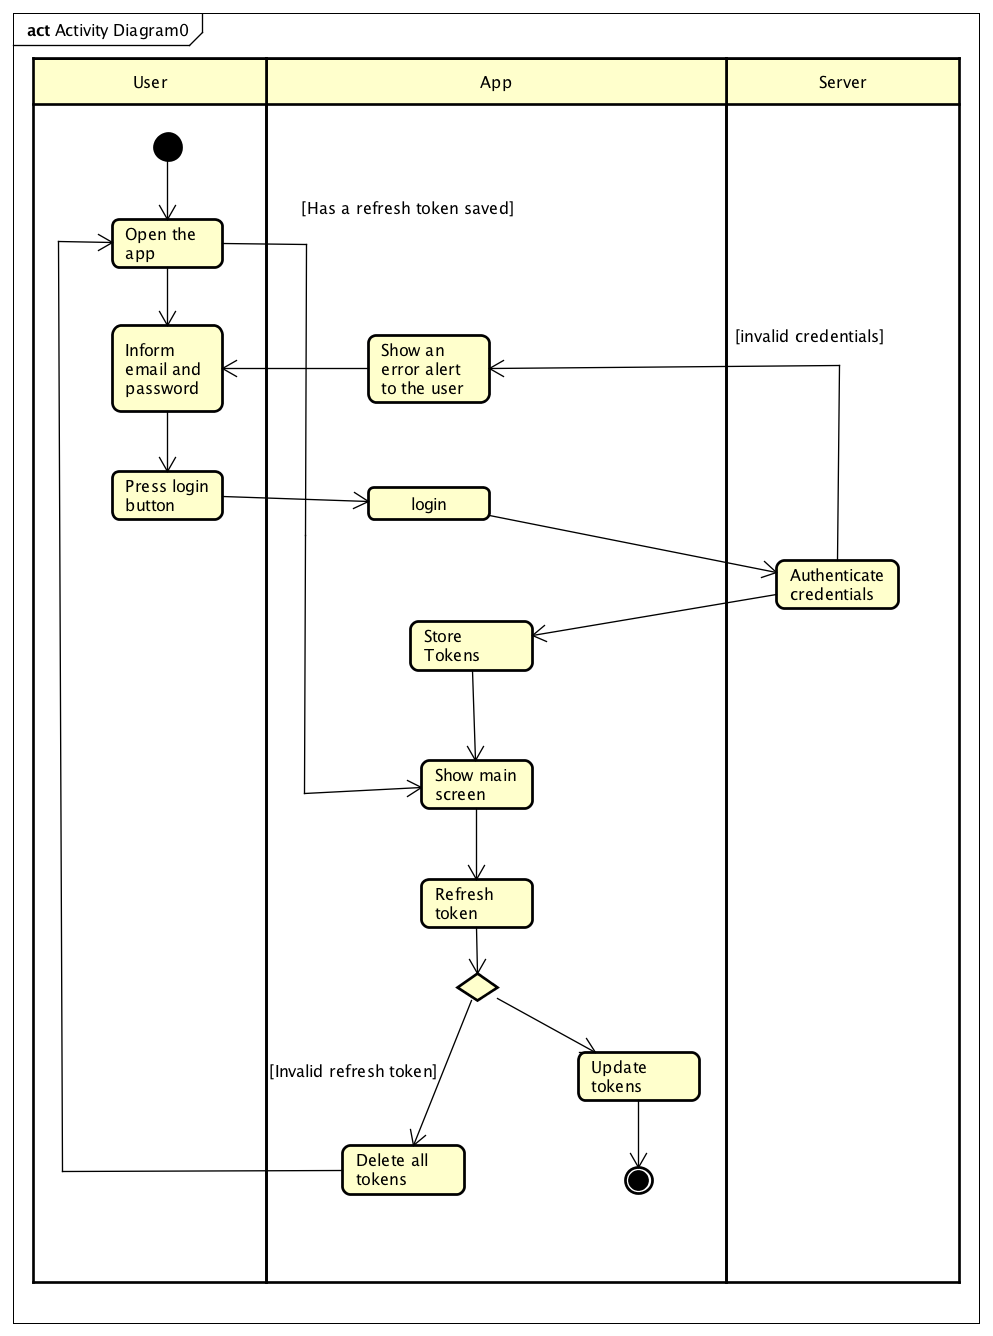 act Activity Diagram0
User
App
Server
[Has a refresh token saved]
Open the
app
[invalid credentials]
Inform
email and
password
Show an
error alert
to the user
Press login
button
login
Authenticate
credentials
Store
Tokens
Show main
screen
Refresh
token
[Invalid refresh token]
Update
tokens
Delete all
tokens